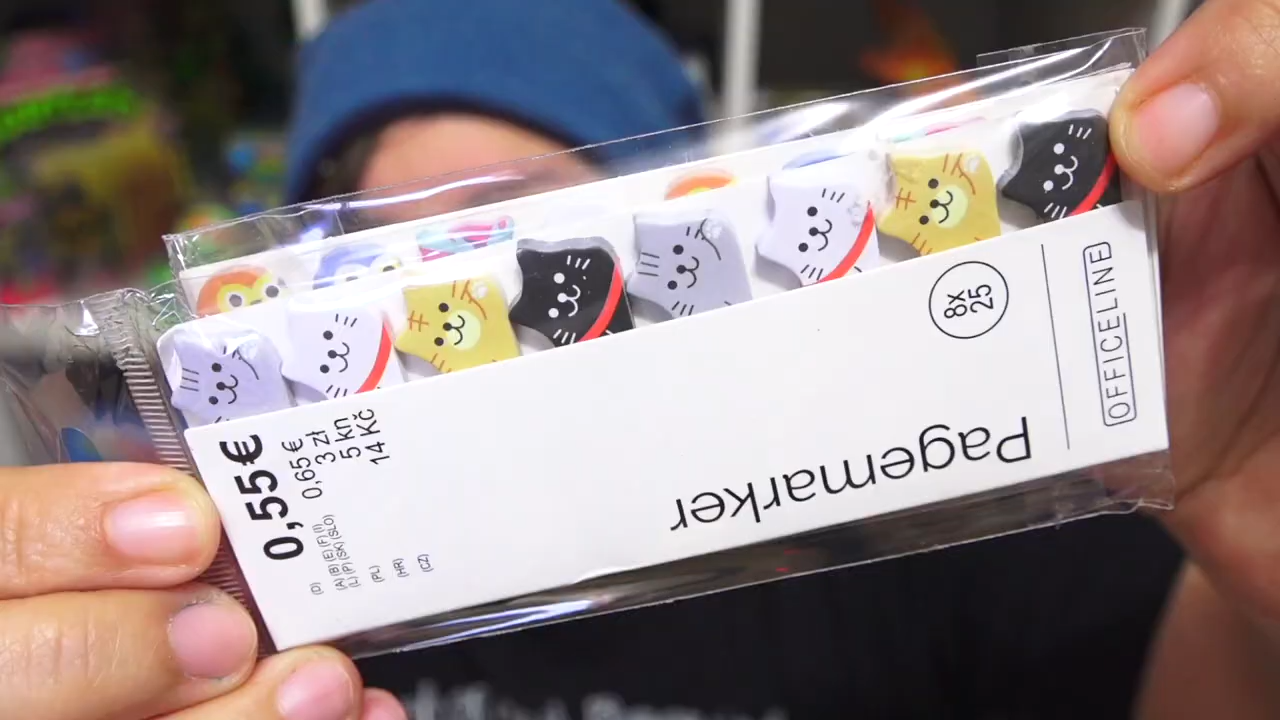 Pagemarker
OFFICELINE
8x
25
0,55€
0,65 €
3 zł
5 kn
14 Kč
(D)
(A) (B) (E) (F) (I)
(L) (P) (SK) (SLO)
(PL)
(HR)
(CZ)